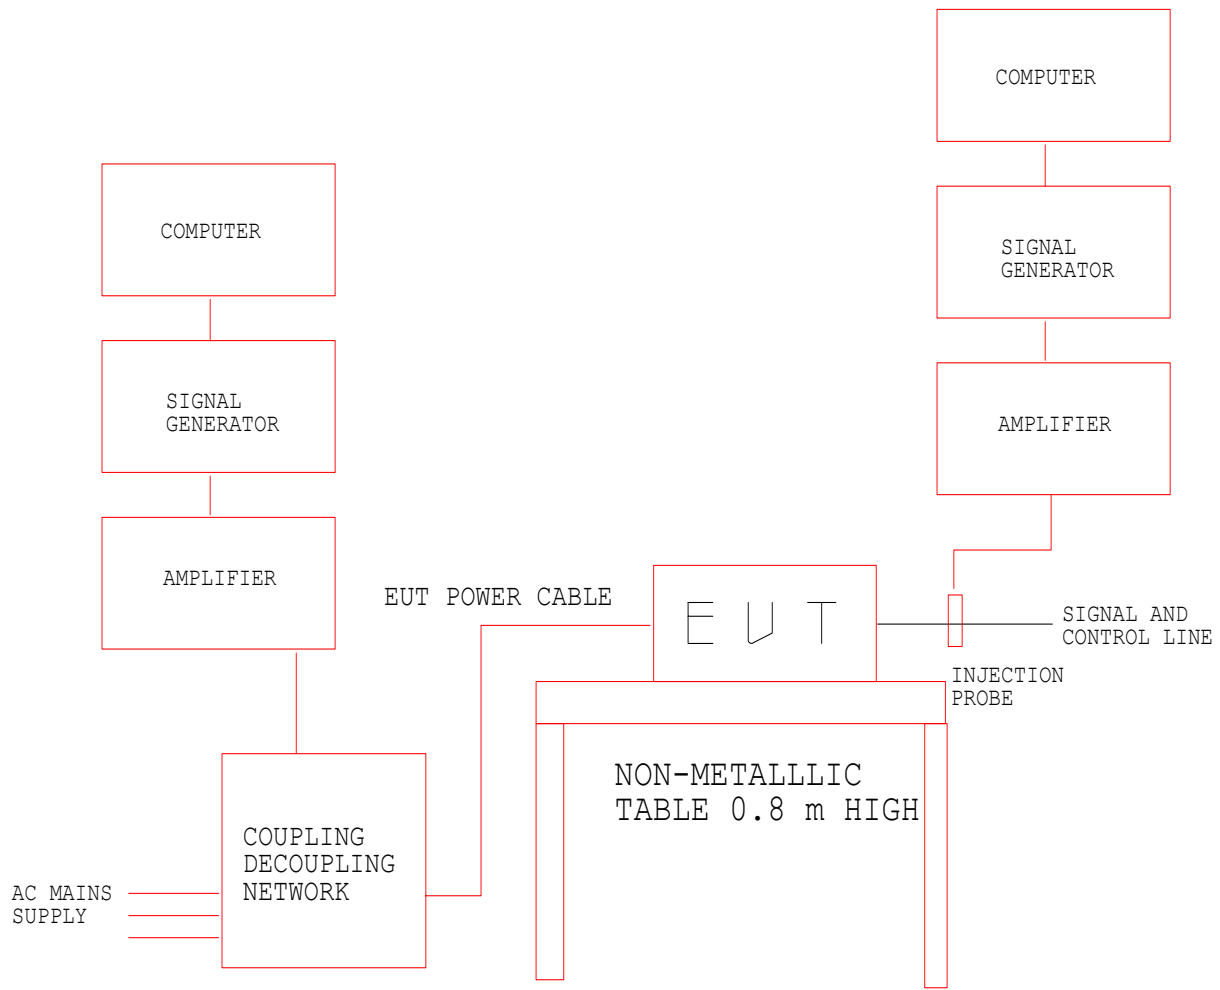 COMPUTER
SIGNAL
GENERATOR
AMPLIFIER
COUPLING
DECOUPLING
NETWORK
AC MAINS
SUPPLY
EUT POWER CABLE
EUT
NON-METALLLIC
TABLE 0.8 m HIGH
COMPUTER
SIGNAL
GENERATOR
AMPLIFIER
SIGNAL AND
CONTROL LINE
INJECTION
PROBE